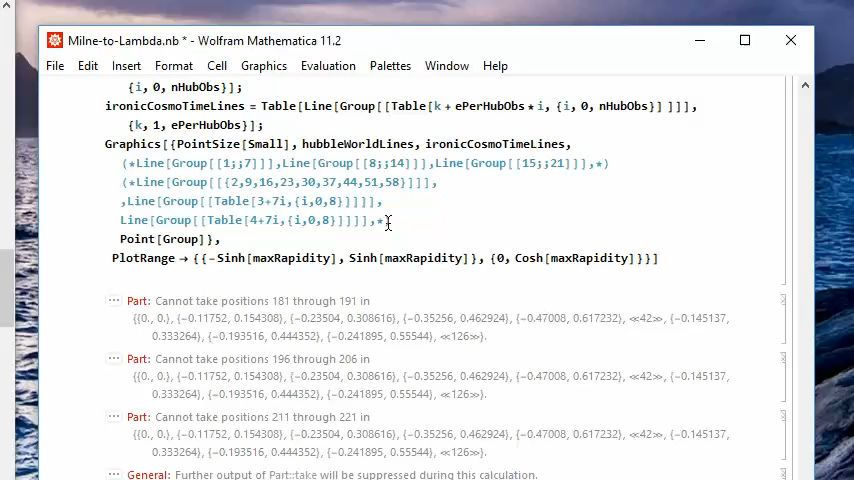 Milne-to-Lambda.nb * - Wolfram Mathematica 11.2
File Edit Insert Format Cell Graphics Evaluation Palettes Window Help
{i, 0, nHubObs}];
ironicCosmoTimeLines = Table[Line[Group[[Table[k + ePerHubObs * i, {i, 0, nHubObs}] ]]],
{k, 1, ePerHubObs}];
Graphics[{PointSize[Small], hubbleWorldLines, ironicCosmoTimeLines,
(*Line[Group[[1;;7]]],Line[Group[[8;;14]]],Line[Group[[15;;21]]],*)
(*Line[Group[[{2,9,16,23,30,37,44,51,58}]]],
,Line[Group[[Table[3+7i,{i,0,8}]]]],
Line[Group[[Table[4+7i,{i,0,8}]]]],*)
Point[Group]},
PlotRange → {{-Sinh[maxRapidity], Sinh[maxRapidity]}, {0, Cosh[maxRapidity]}}]
··· Part: Cannot take positions 181 through 191 in
{{0., 0.}, {-0.11752, 0.154308}, {-0.23504, 0.308616}, {-0.35256, 0.462924}, {-0.47008, 0.617232}, ≪42≫, {-0.145137,
0.333264}, {-0.193516, 0.444352}, {-0.241895, 0.55544}, ≪126≫}.
··· Part: Cannot take positions 196 through 206 in
{{0., 0.}, {-0.11752, 0.154308}, {-0.23504, 0.308616}, {-0.35256, 0.462924}, {-0.47008, 0.617232}, ≪42≫, {-0.145137,
0.333264}, {-0.193516, 0.444352}, {-0.241895, 0.55544}, ≪126≫}.
··· Part: Cannot take positions 211 through 221 in
{{0., 0.}, {-0.11752, 0.154308}, {-0.23504, 0.308616}, {-0.35256, 0.462924}, {-0.47008, 0.617232}, ≪42≫, {-0.145137,
0.333264}, {-0.193516, 0.444352}, {-0.241895, 0.55544}, ≪126≫}.
··· General: Further output of Part::take will be suppressed during this calculation.